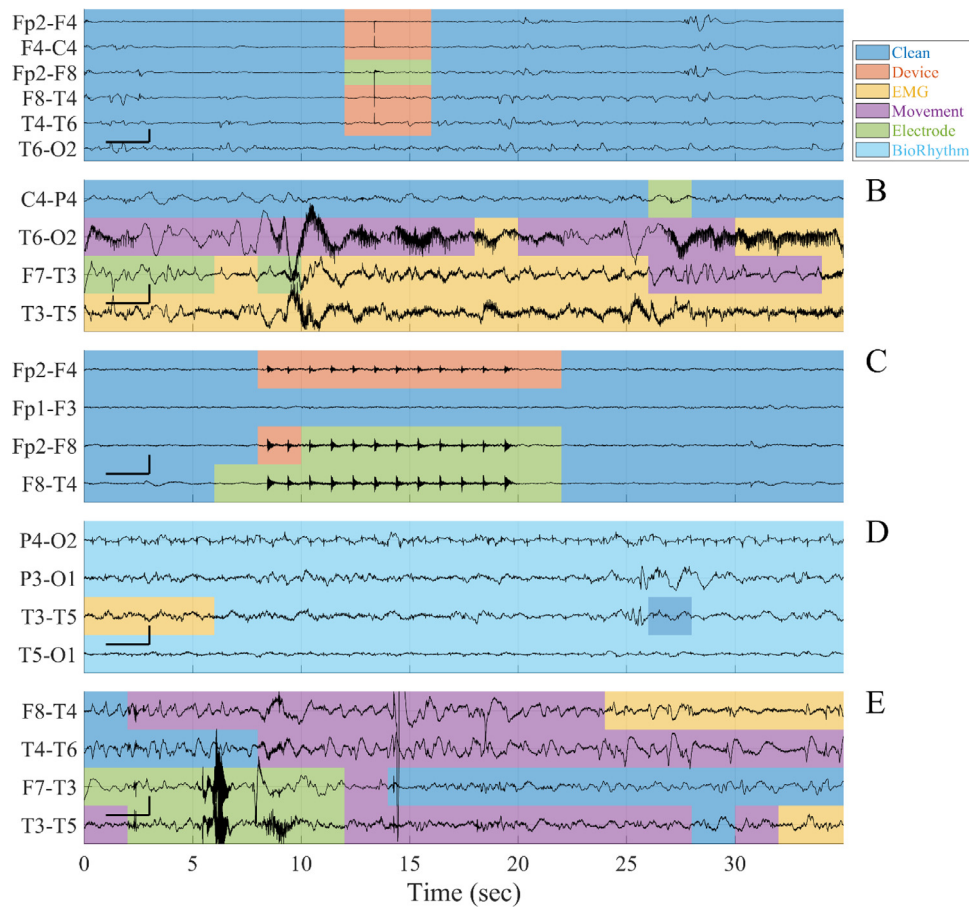 Fp2-F4
F4-C4
Fp2-F8
F8-T4
T4-T6
T6-O2
Clean
Device
EMG
Movement
Electrode
BioRhythm
B
C4-P4
T6-O2
F7-T3
T3-T5
C
Fp2-F4
Fp1-F3
Fp2-F8
F8-T4
D
P4-O2
P3-O1
T3-T5
T5-O1
E
F8-T4
T4-T6
F7-T3
T3-T5
0 5 10 15 20 25 30
Time (sec)